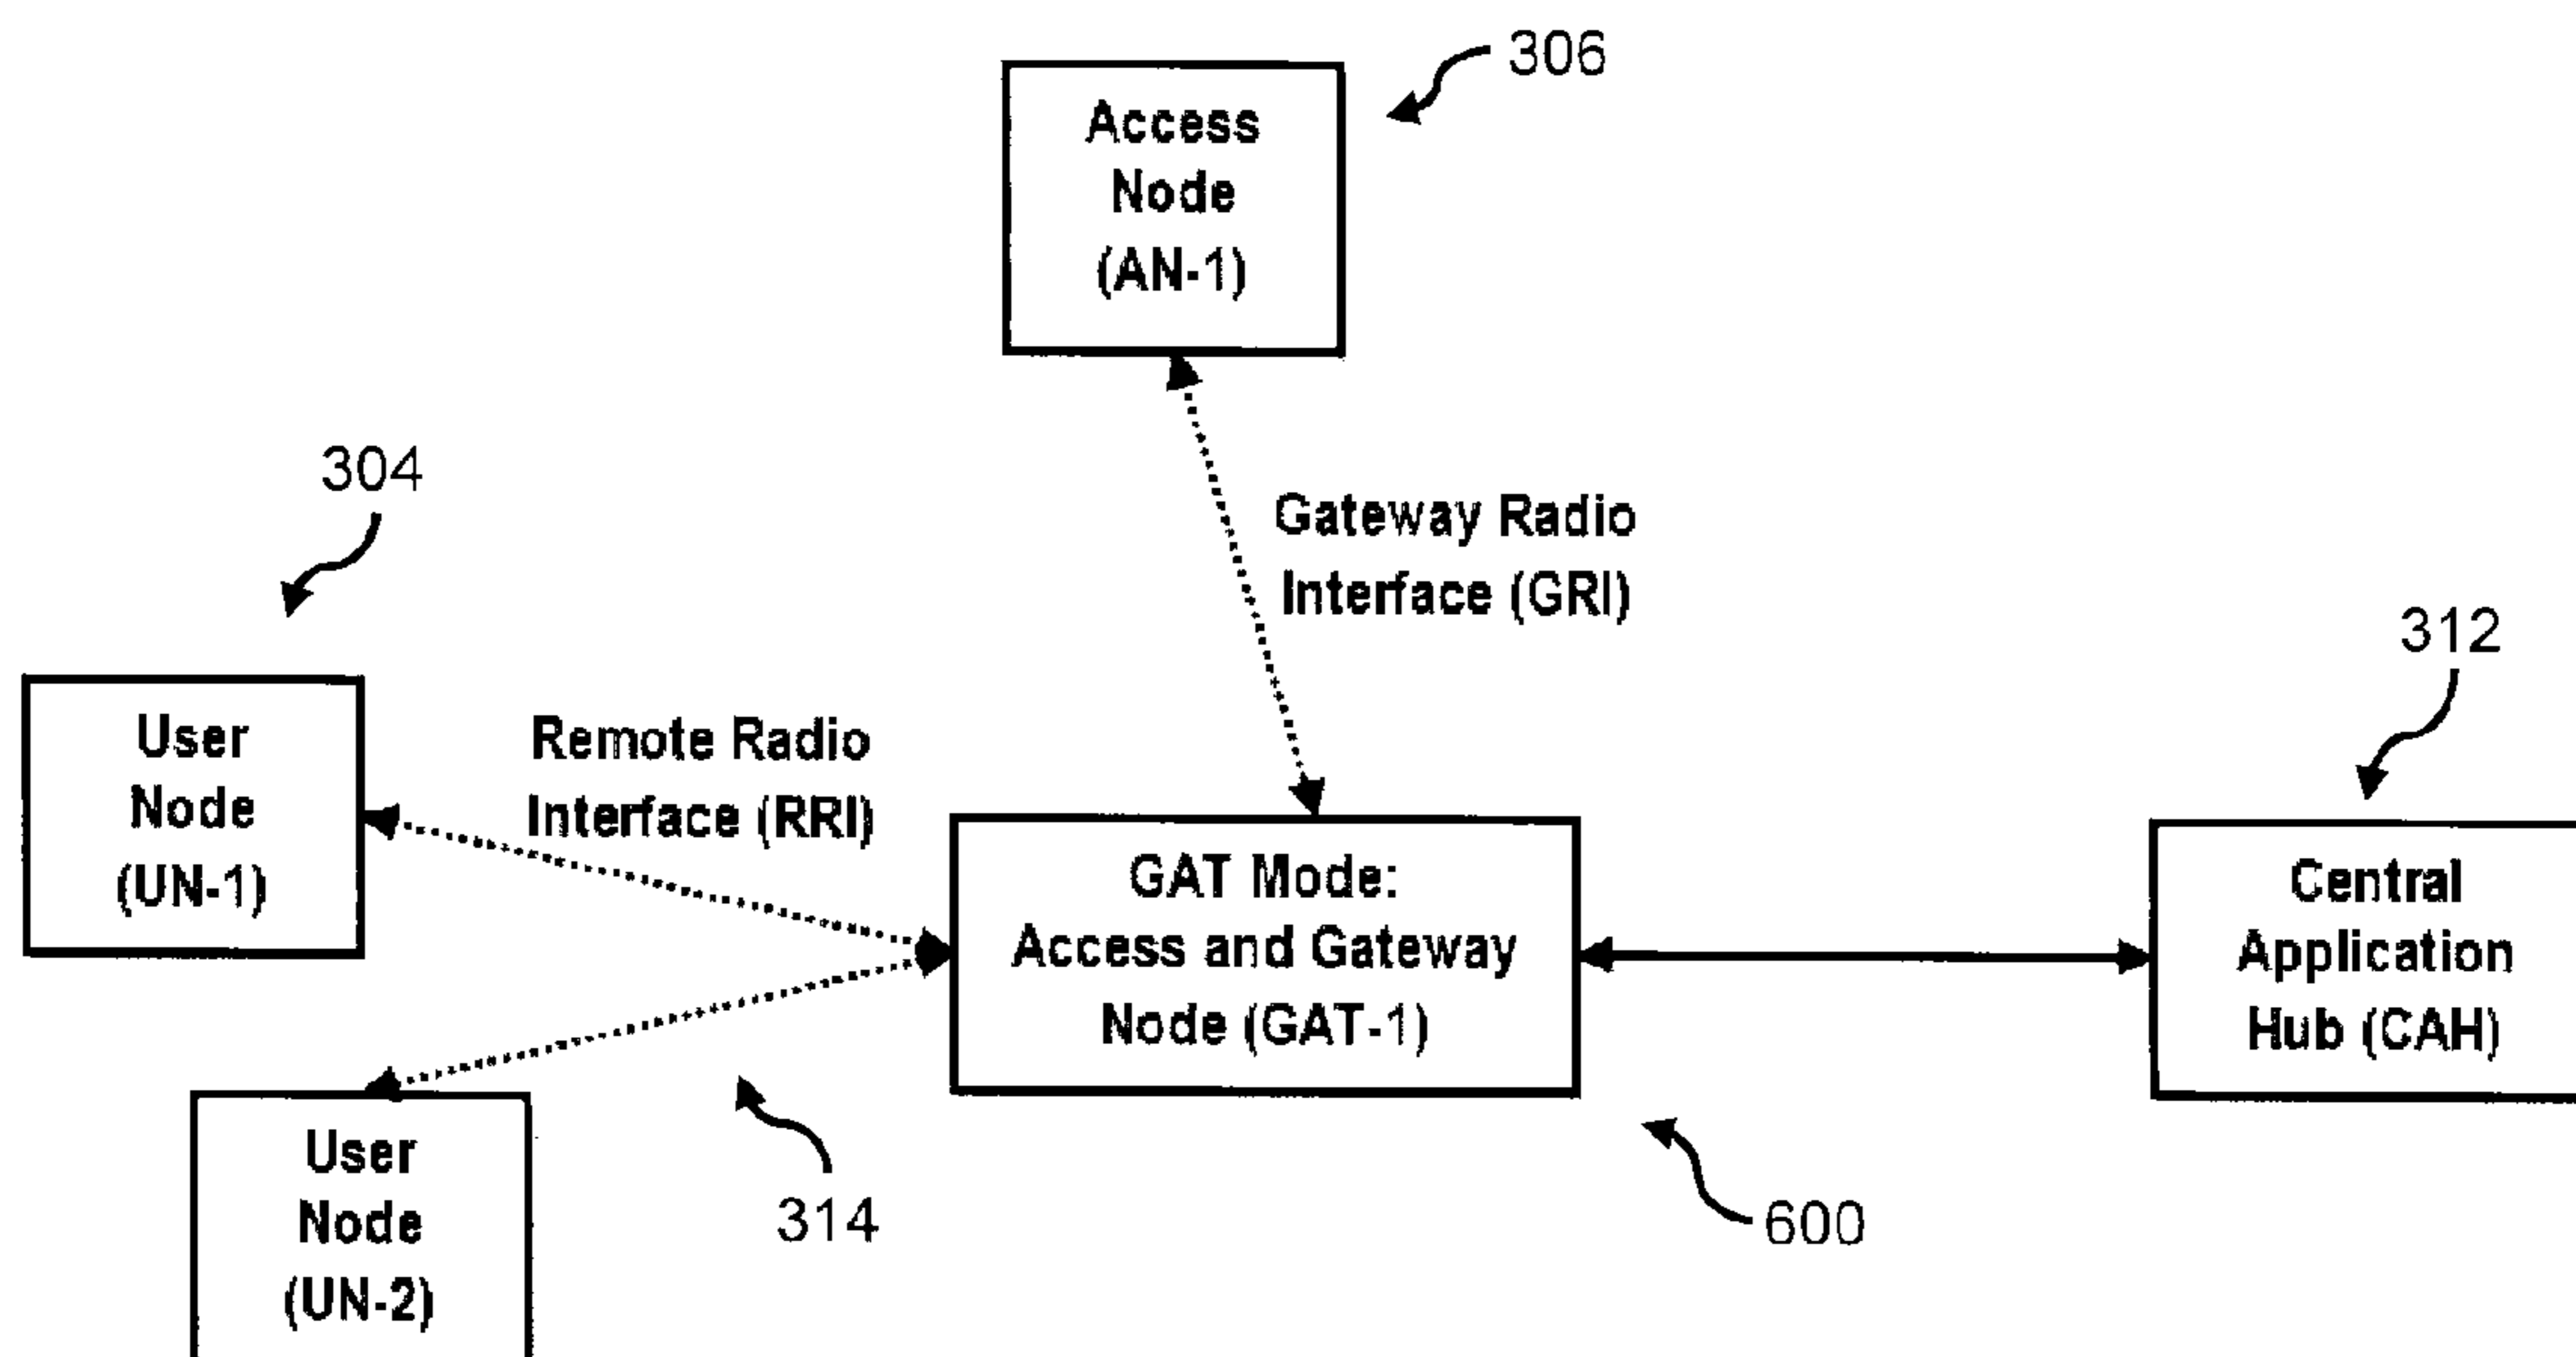 306
Access
Node
(AN-1)
304
Gateway Radio
Interface (GRI)
312
User
Node
(UN-1)
Remote Radio
Interface (RRI)
GAT Mode:
Access and Gateway
Node (GAT-1)
Central
Application
Hub (CAH)
User
Node
(UN-2)
314
600